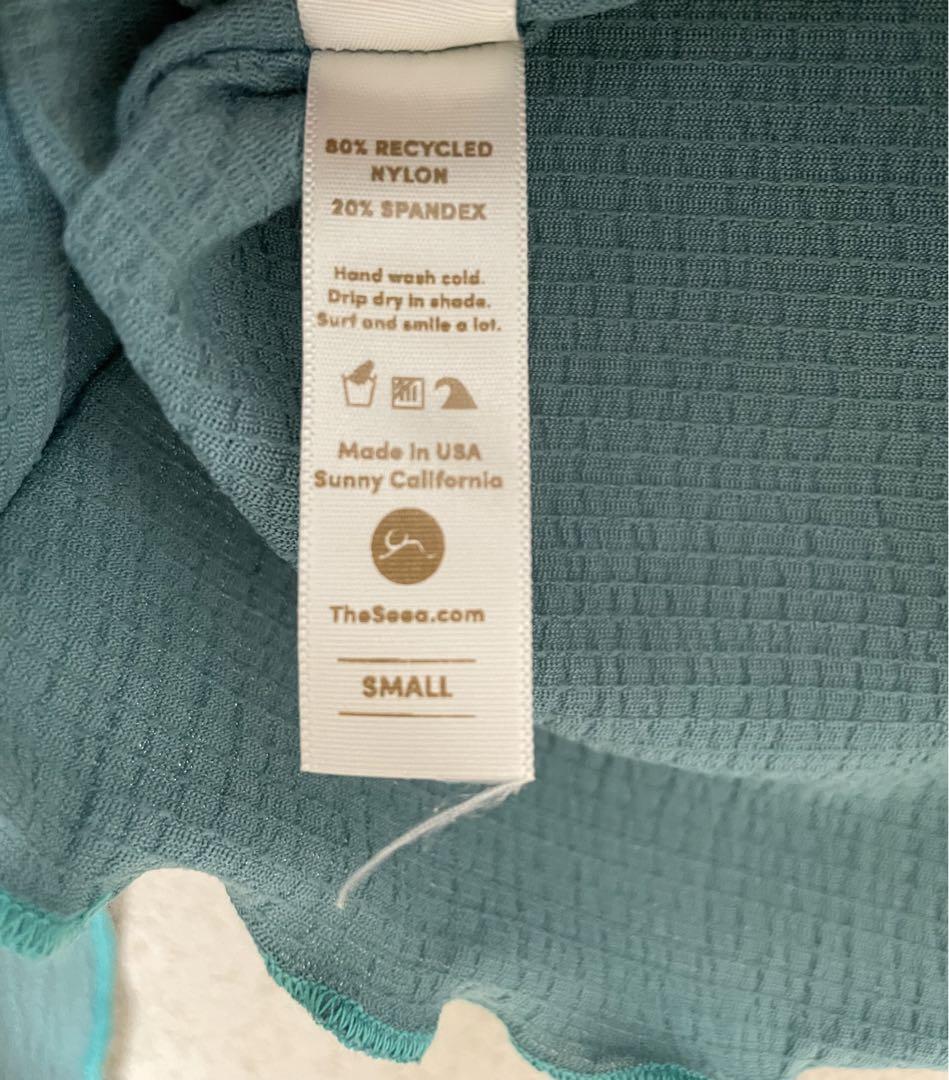 80% RECYCLED
NYLON
20% SPANDEX
Hand wash cold.
Drip dry in shade.
Surf and smile a lot.
Made in USA
Sunny California
TheSeea.com
SMALL